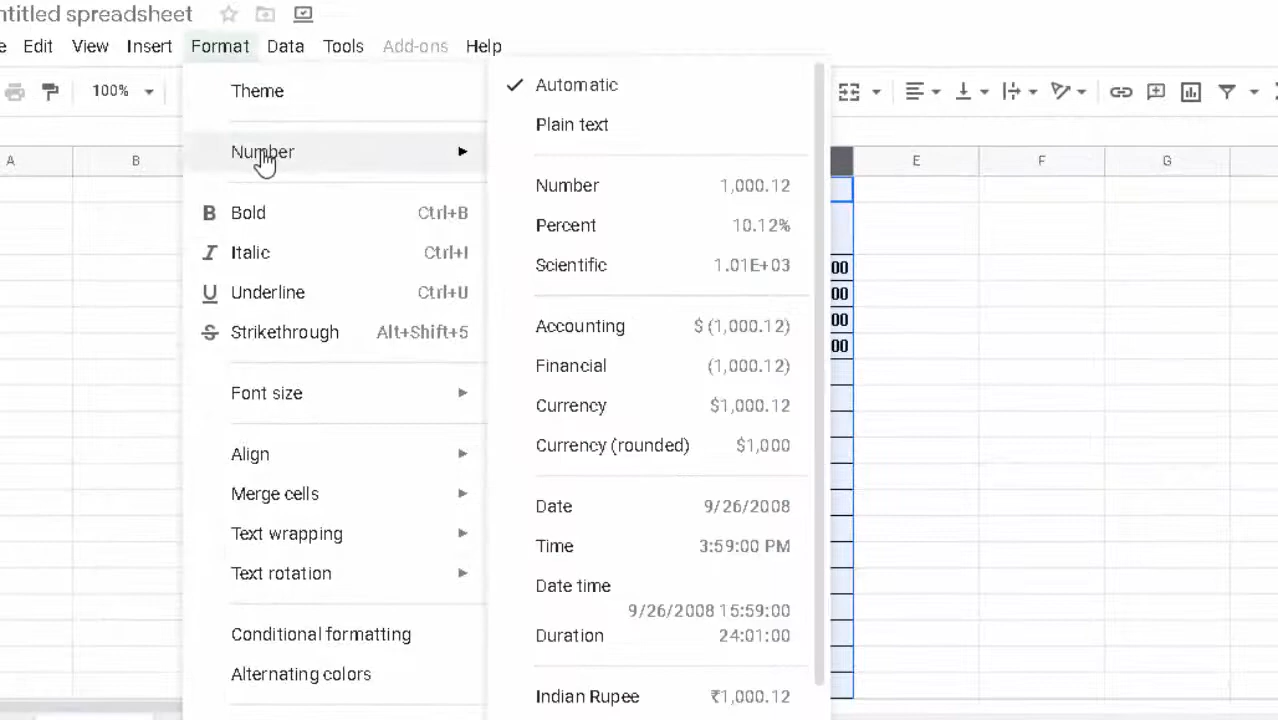 ntitled spreadsheet
e Edit View Insert Format Data Tools Add-ons Help
100%
A B E F G
Theme
Number
B Bold Ctrl+B
I Italic Ctrl+I
U Underline Ctrl+U
S Strikethrough Alt+Shift+5
Font size
Align
Merge cells
Text wrapping
Text rotation
Conditional formatting
Alternating colors
Automatic
Plain text
Number 1,000.12
Percent 10.12%
Scientific 1.01E+03
Accounting $ (1,000.12)
Financial (1,000.12)
Currency $1,000.12
Currency (rounded) $1,000
Date 9/26/2008
Time 3:59:00 PM
Date time
9/26/2008 15:59:00
Duration 24:01:00
Indian Rupee ₹1,000.12
00
00
00
00